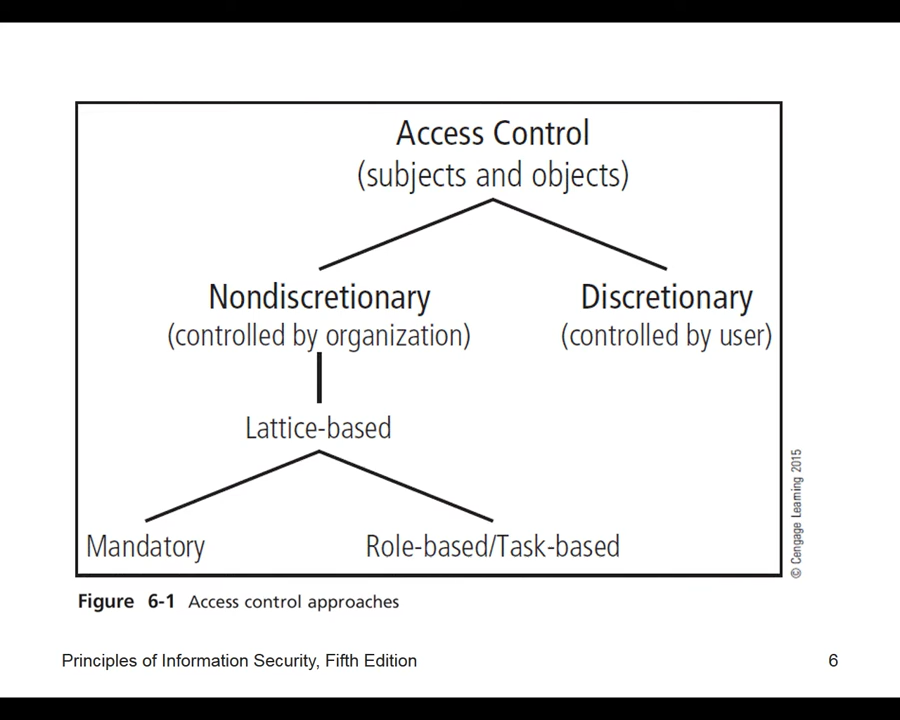 Access Control
(subjects and objects)
Nondiscretionary
(controlled by organization)
Discretionary
(controlled by user)
Lattice-based
Mandatory
Role-based/Task-based
© Cengage Learning 2015
Figure 6-1 Access control approaches
Principles of Information Security, Fifth Edition
6